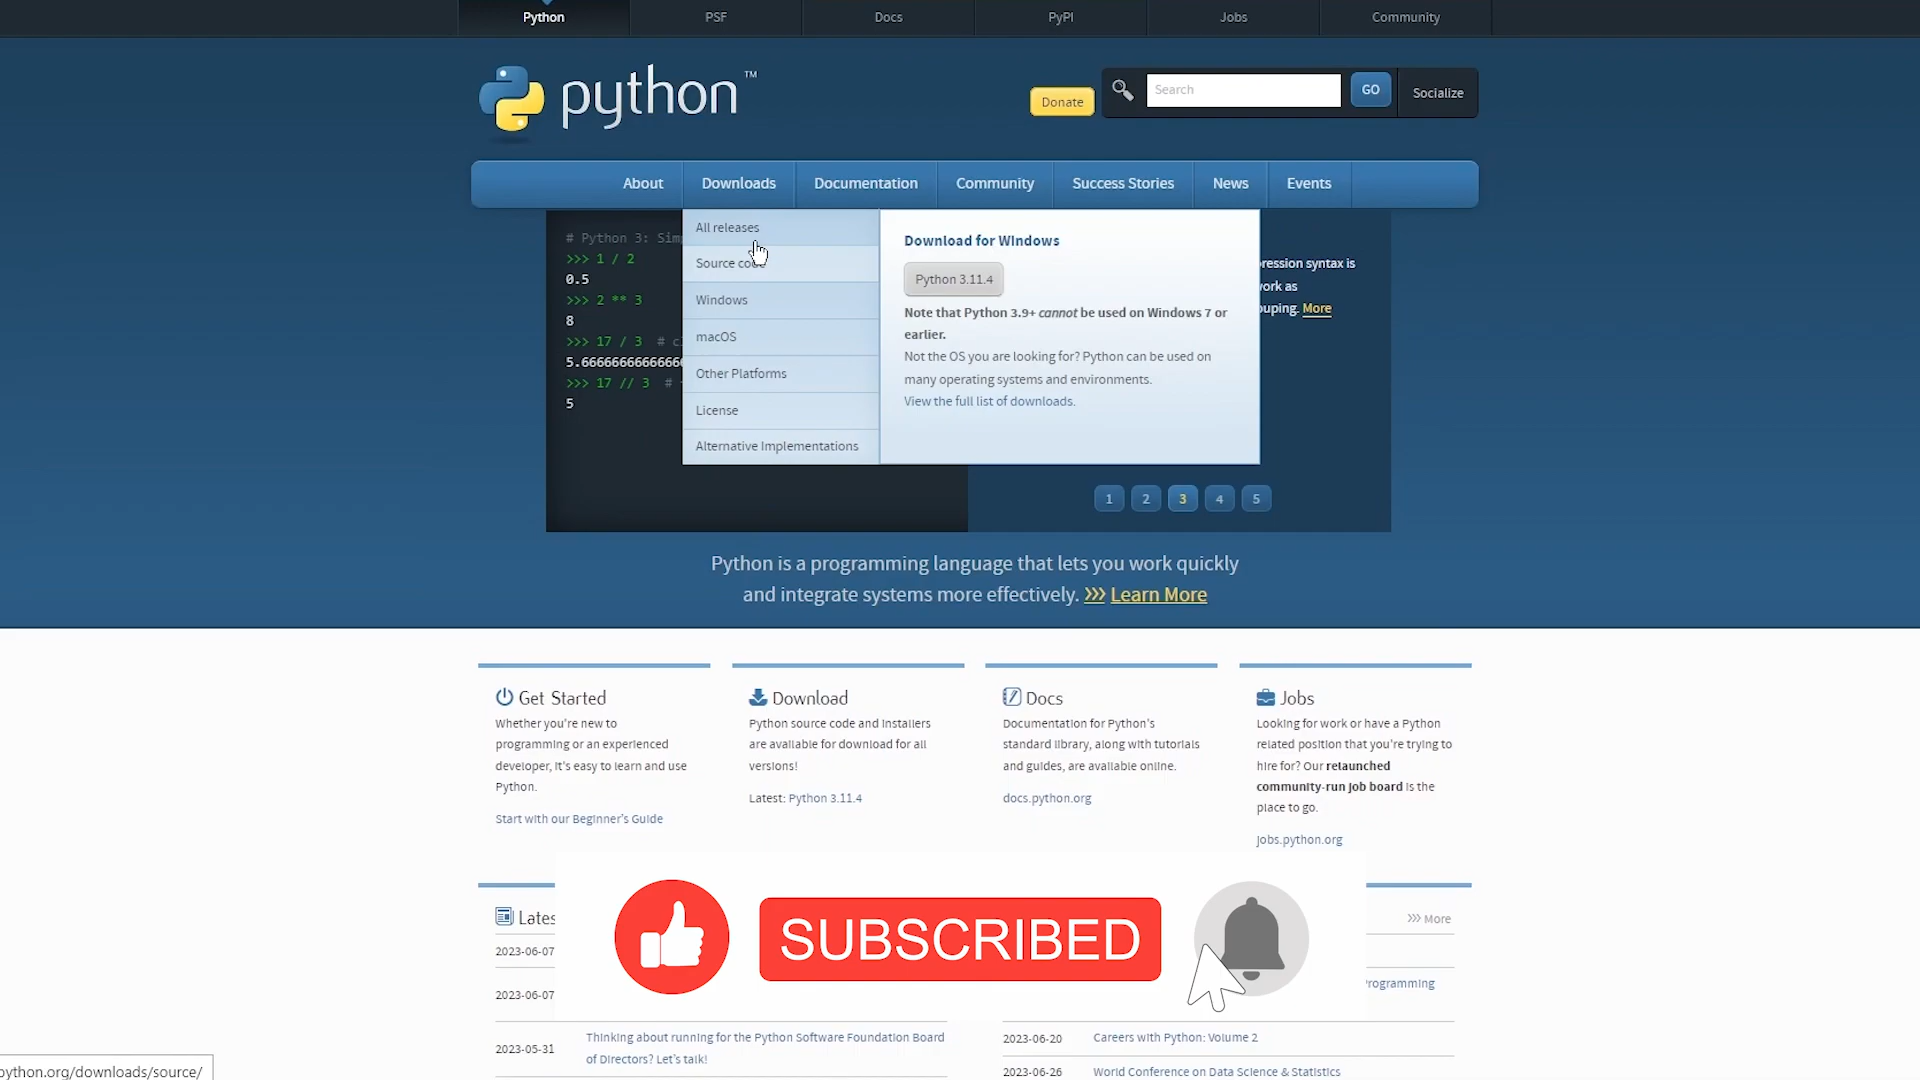 Python
PSF
Docs
PyPI
Jobs
Community
python™
Donate
Search
GO
Socialize
About
Downloads
Documentation
Community
Success Stories
News
Events
# Python 3: Sim
>>> 1 / 2
0.5
>>> 2 ** 3
8
>>> 17 / 3 # c
5.666666666666
>>> 17 // 3 #
5
All releases
Source code
Windows
macOS
Other Platforms
License
Alternative Implementations
Download for Windows
Python 3.11.4
Note that Python 3.9+ cannot be used on Windows 7 or
earlier.
Not the OS you are looking for? Python can be used on
many operating systems and environments.
View the full list of downloads.
ression syntax is
ork as
uping. More
1
2
3
4
5
Python is a programming language that lets you work quickly
and integrate systems more effectively. >>> Learn More
Get Started
Whether you're new to
programming or an experienced
developer, it's easy to learn and use
Python.
Start with our Beginner's Guide
Download
Python source code and installers
are available for download for all
versions!
Latest: Python 3.11.4
Docs
Documentation for Python's
standard library, along with tutorials
and guides, are available online.
docs.python.org
Jobs
Looking for work or have a Python
related position that you're trying to
hire for? Our relaunched
community-run job board is the
place to go.
jobs.python.org
Lates
>>> More
2023-06-07
2023-06-07
rogramming
SUBSCRIBED
2023-05-31
Thinking about running for the Python Software Foundation Board
of Directors? Let's talk!
2023-06-20
Careers with Python: Volume 2
2023-06-26
World Conference on Data Science & Statistics
python.org/downloads/source/